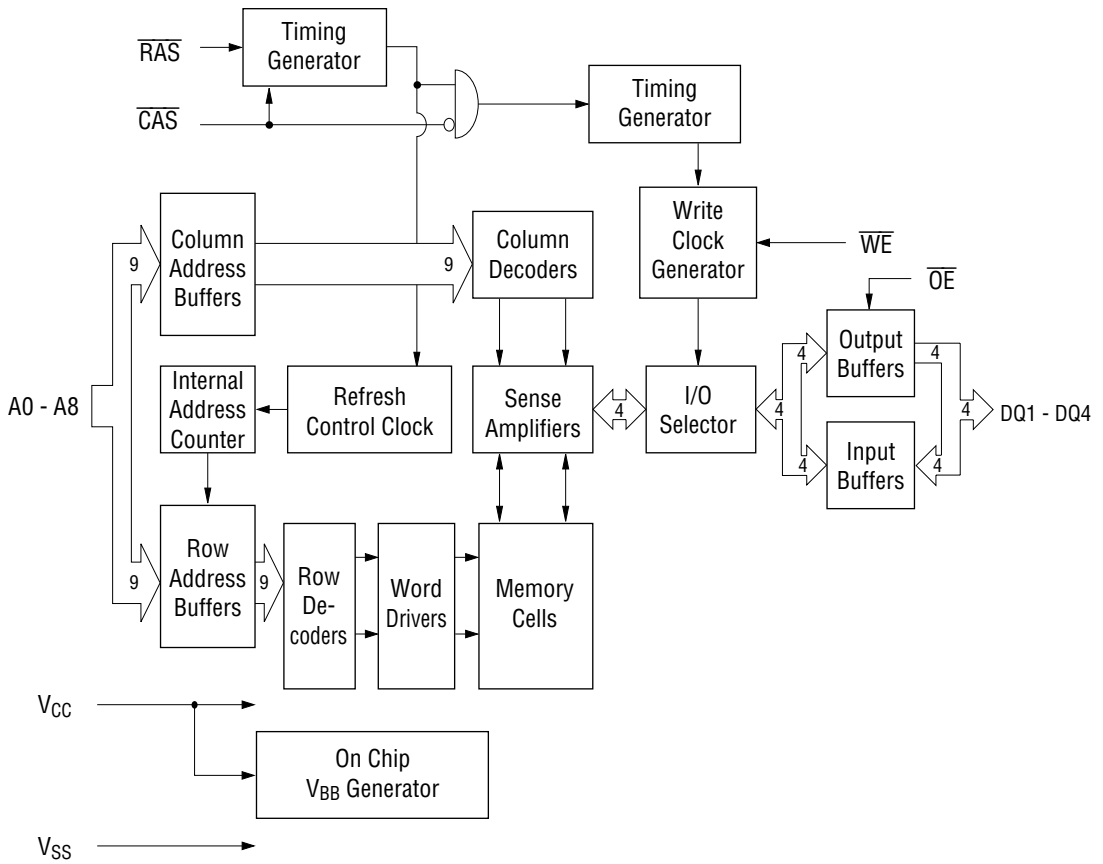 Timing
Generator
RAS
CAS
Timing
Generator
Column
Address
Buffers
9
9
Column
Decoders
Write
Clock
Generator
WE
OE
Output
Buffers
4
4
A0 - A8
Internal
Address
Counter
Refresh
Control Clock
Sense
Amplifiers
4
I/O
Selector
4
4
DQ1 - DQ4
Input
Buffers
4
4
9
Row
Address
Buffers
9
Row
De-
coders
Word
Drivers
Memory
Cells
VCC
On Chip
VBB Generator
VSS